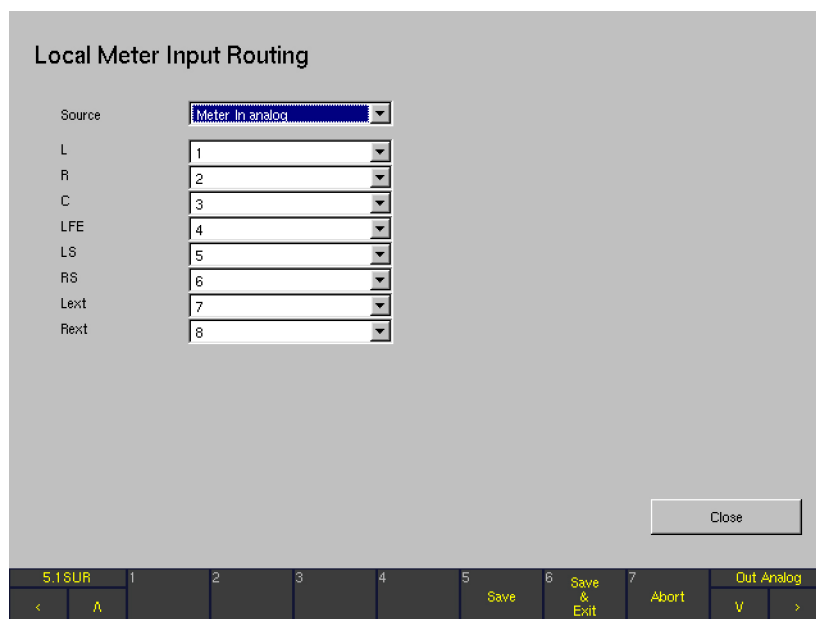 Local Meter Input Routing
Source Meter In analog
L 1
R 2
C 3
LFE 4
LS 5
RS 6
Lext 7
Rext 8
Close
5.1SUR 1 2 3 4 5 Save 6 Save & Exit 7 Abort Out Analog
< Λ V >